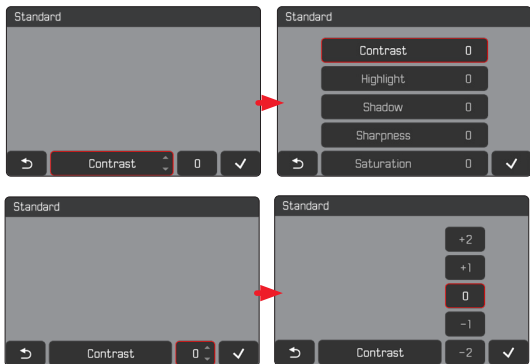 Standard
Contrast 0
Standard
Contrast 0
Highlight 0
Shadow 0
Sharpness 0
Saturation 0
Standard
Contrast 0
Standard
+2
+1
0
−1
Contrast −2